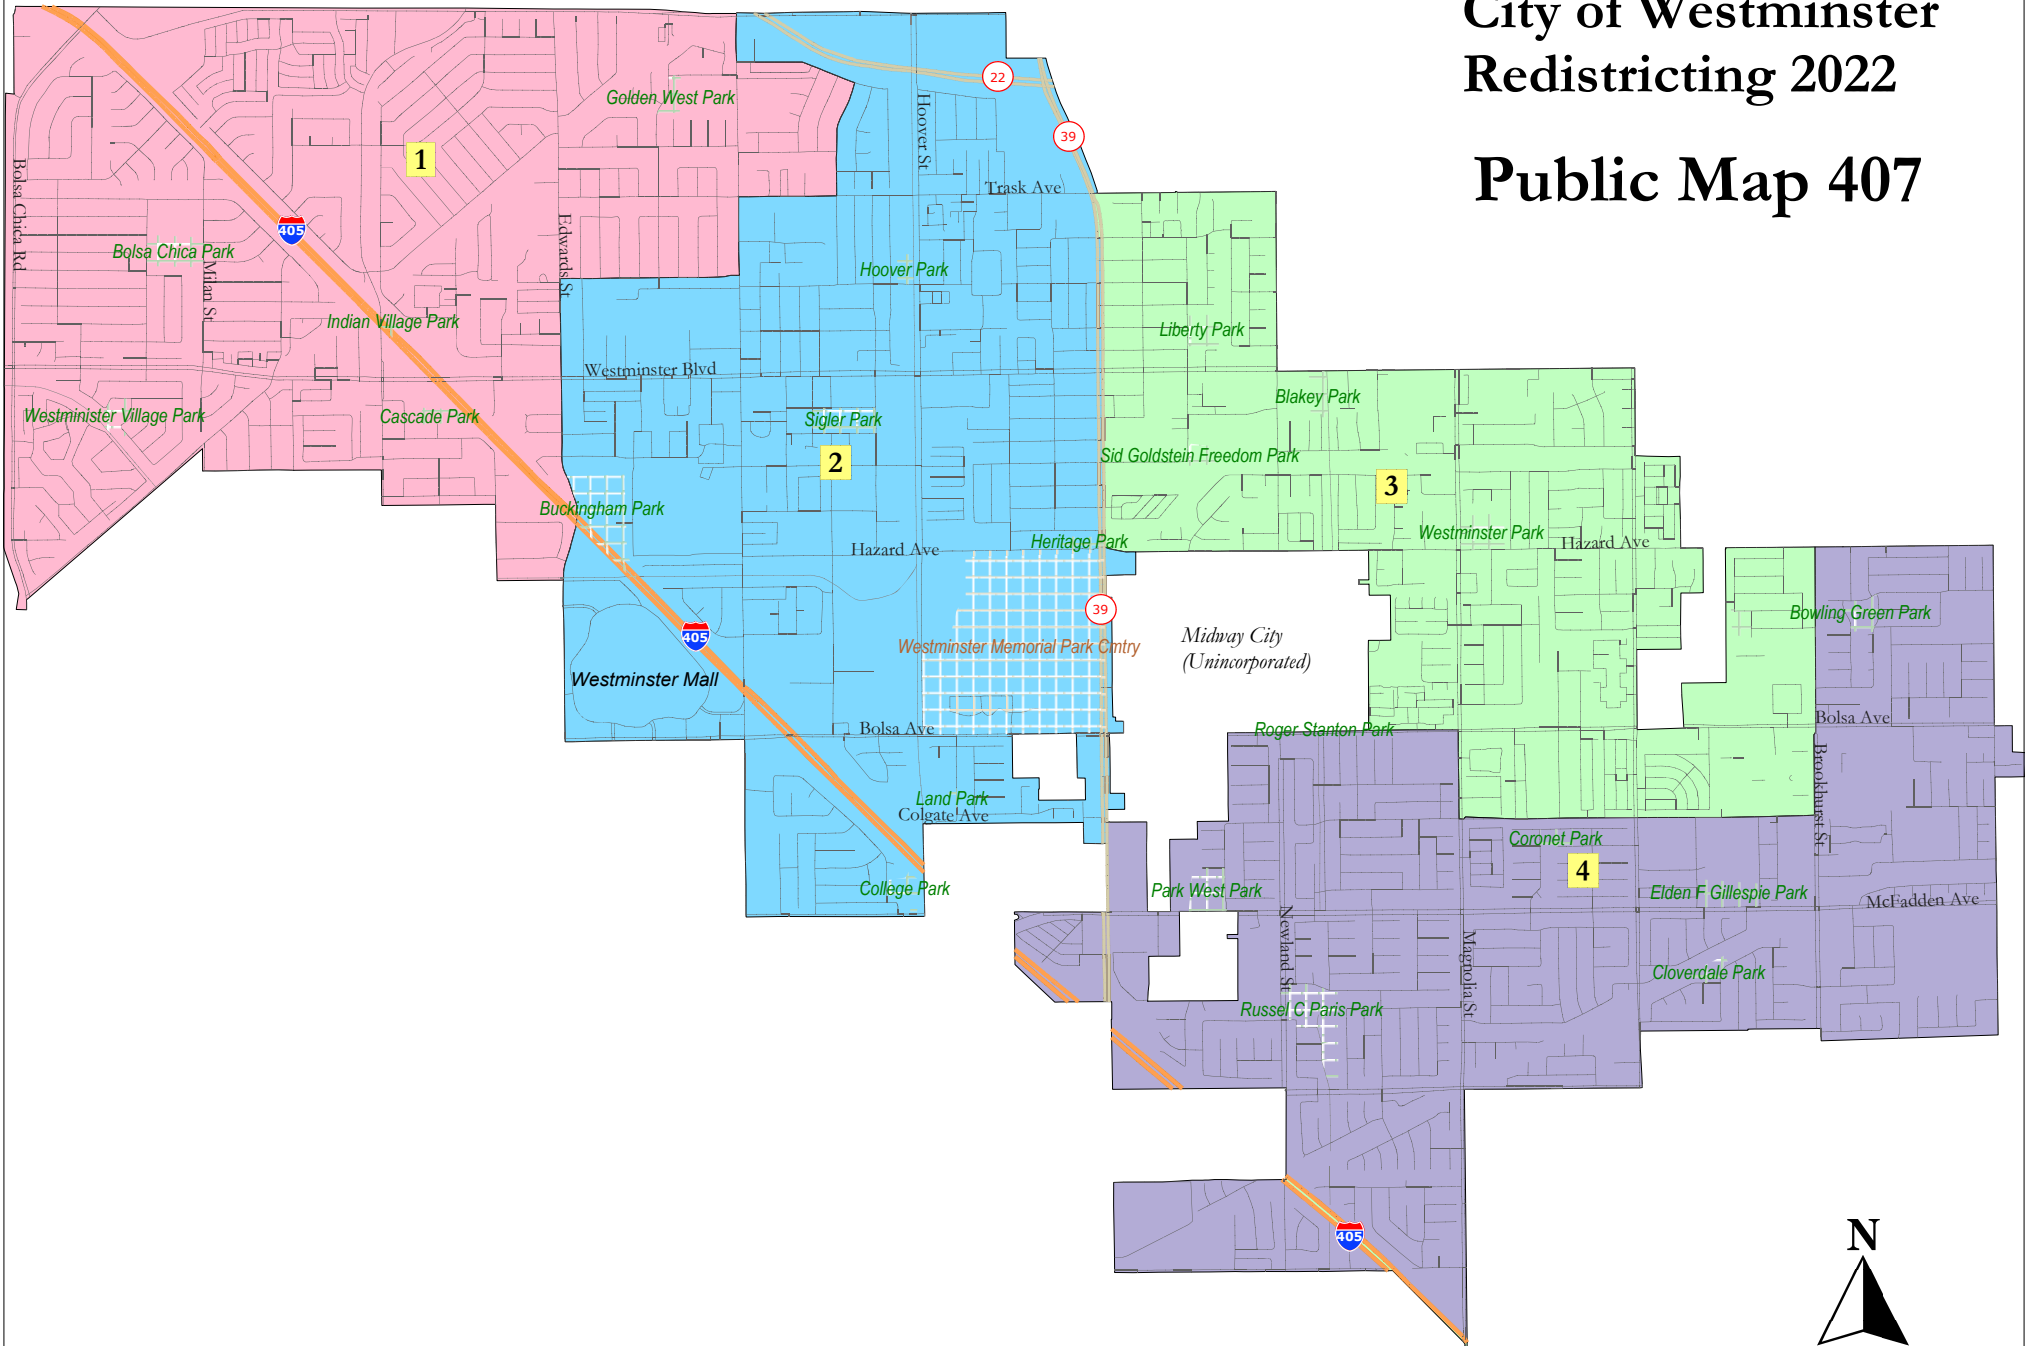 City of Westminster
Redistricting 2022
Public Map 407
22
39
Golden West Park
Hoover St
1
Bolsa Chica Rd
Trask Ave
405
Edwards St
Bolsa Chica Park
Milan St
Hoover Park
Indian Village Park
Liberty Park
Westminster Blvd
Blakey Park
Westminister Village Park
Cascade Park
Sigler Park
2
Sid Goldstein Freedom Park
3
Buckingham Park
Westminster Park
Heritage Park
Hazard Ave
Hazard Ave
39
Bowling Green Park
405
Westminster Memorial Park Cmtry
Midway City
(Unincorporated)
Westminster Mall
Bolsa Ave
Bolsa Ave
Roger Stanton Park
Brookhurst St
Land Park
Colgate Ave
Coronet Park
4
College Park
Park West Park
Elden F Gillespie Park
McFadden Ave
Newland St
Magnolia St
Cloverdale Park
Russel C Paris Park
405
N